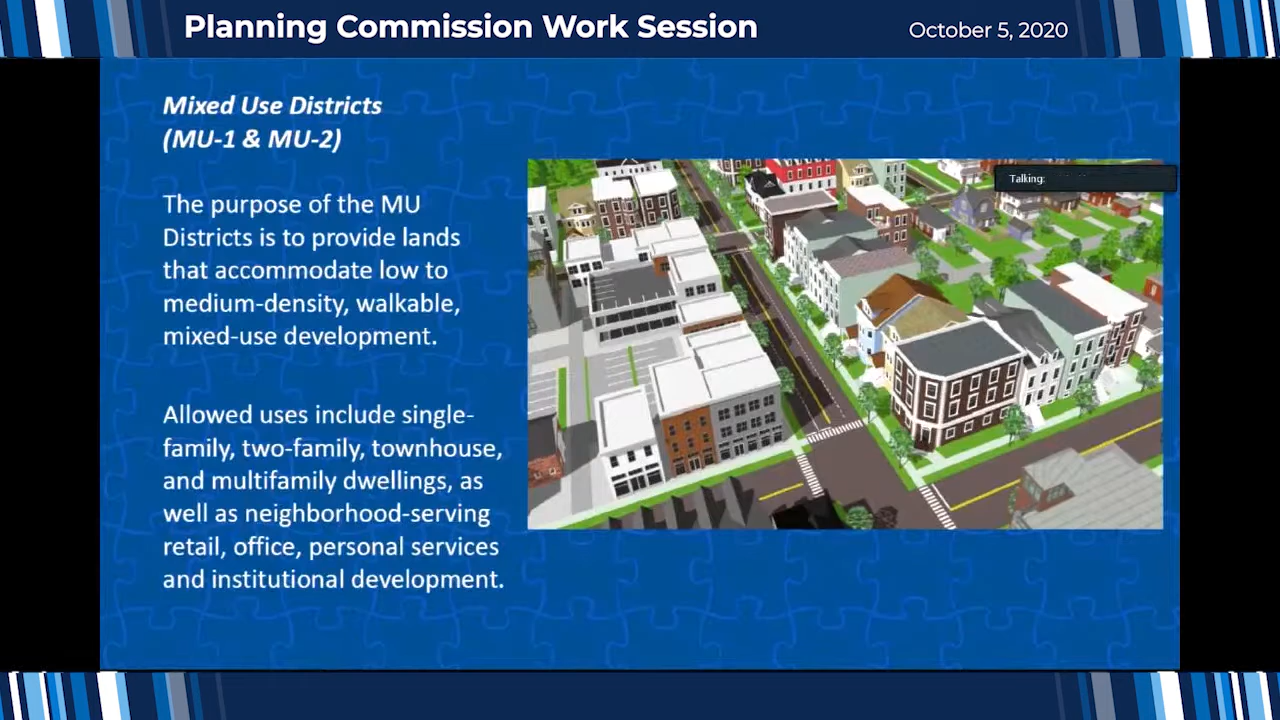 Planning Commission Work Session
October 5, 2020
Mixed Use Districts
(MU-1 & MU-2)
The purpose of the MU
Districts is to provide lands
that accommodate low to
medium-density, walkable,
mixed-use development.
Allowed uses include single-
family, two-family, townhouse,
and multifamily dwellings, as
well as neighborhood-serving
retail, office, personal services
and institutional development.
Talking: